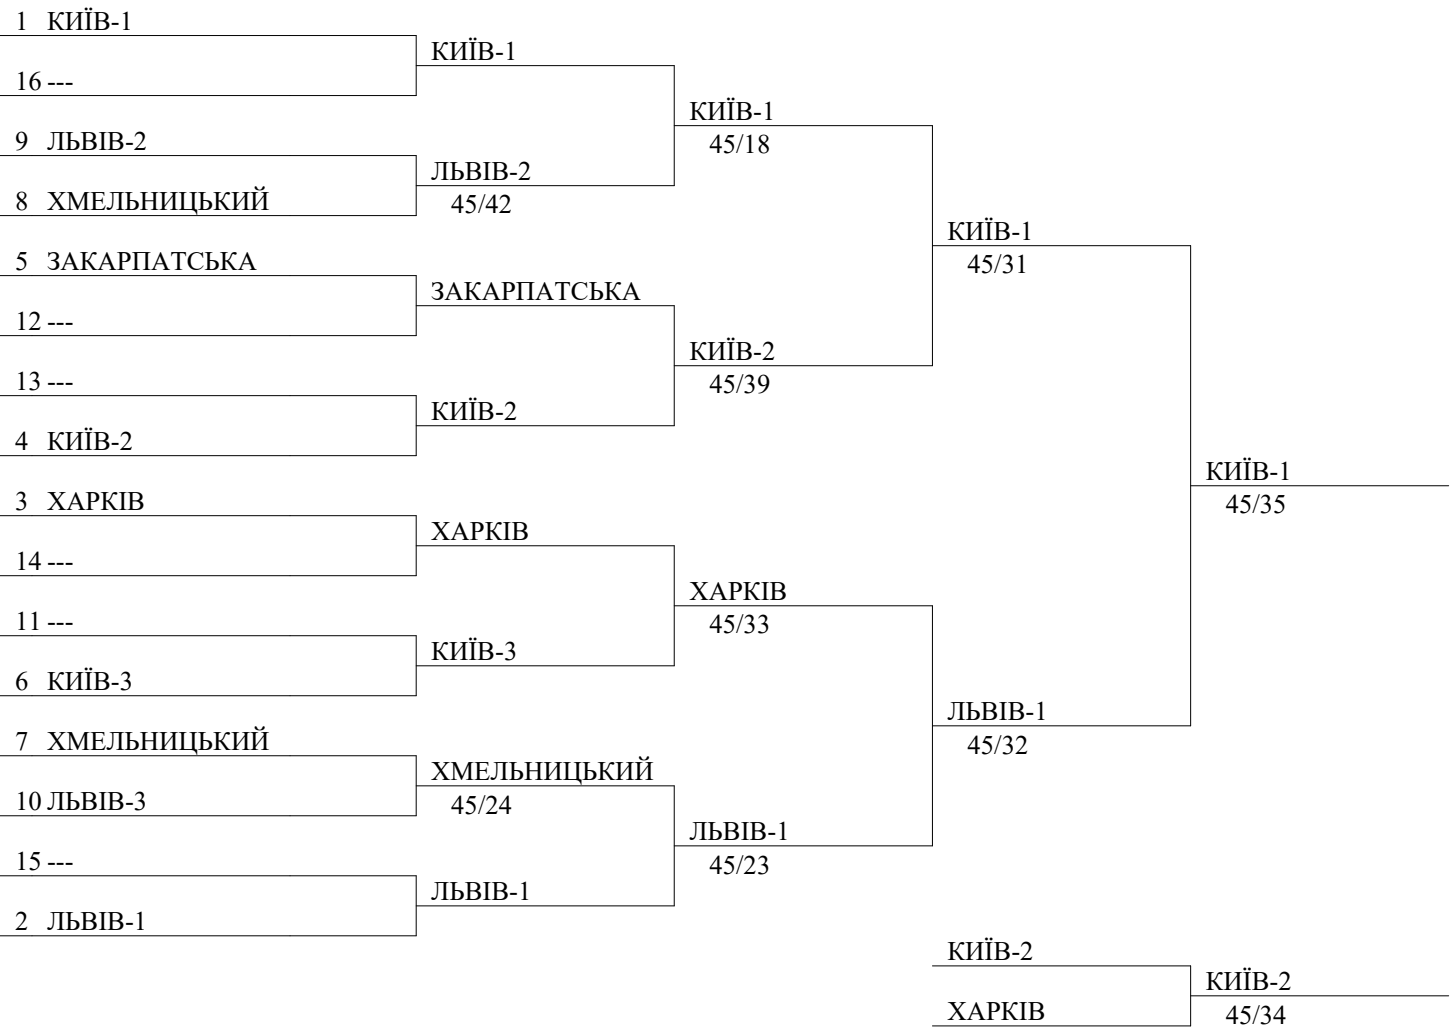 1 КИЇВ-1
КИЇВ-1
16 ---
КИЇВ-1
45/18
9 ЛЬВІВ-2
ЛЬВІВ-2
45/42
8 ХМЕЛЬНИЦЬКИЙ
КИЇВ-1
45/31
5 ЗАКАРПАТСЬКА
ЗАКАРПАТСЬКА
12 ---
КИЇВ-2
45/39
13 ---
КИЇВ-2
4 КИЇВ-2
КИЇВ-1
45/35
3 ХАРКІВ
ХАРКІВ
14 ---
ХАРКІВ
45/33
11 ---
КИЇВ-3
6 КИЇВ-3
ЛЬВІВ-1
45/32
7 ХМЕЛЬНИЦЬКИЙ
ХМЕЛЬНИЦЬКИЙ
45/24
10 ЛЬВІВ-3
ЛЬВІВ-1
45/23
15 ---
ЛЬВІВ-1
2 ЛЬВІВ-1
КИЇВ-2
КИЇВ-2
45/34
ХАРКІВ